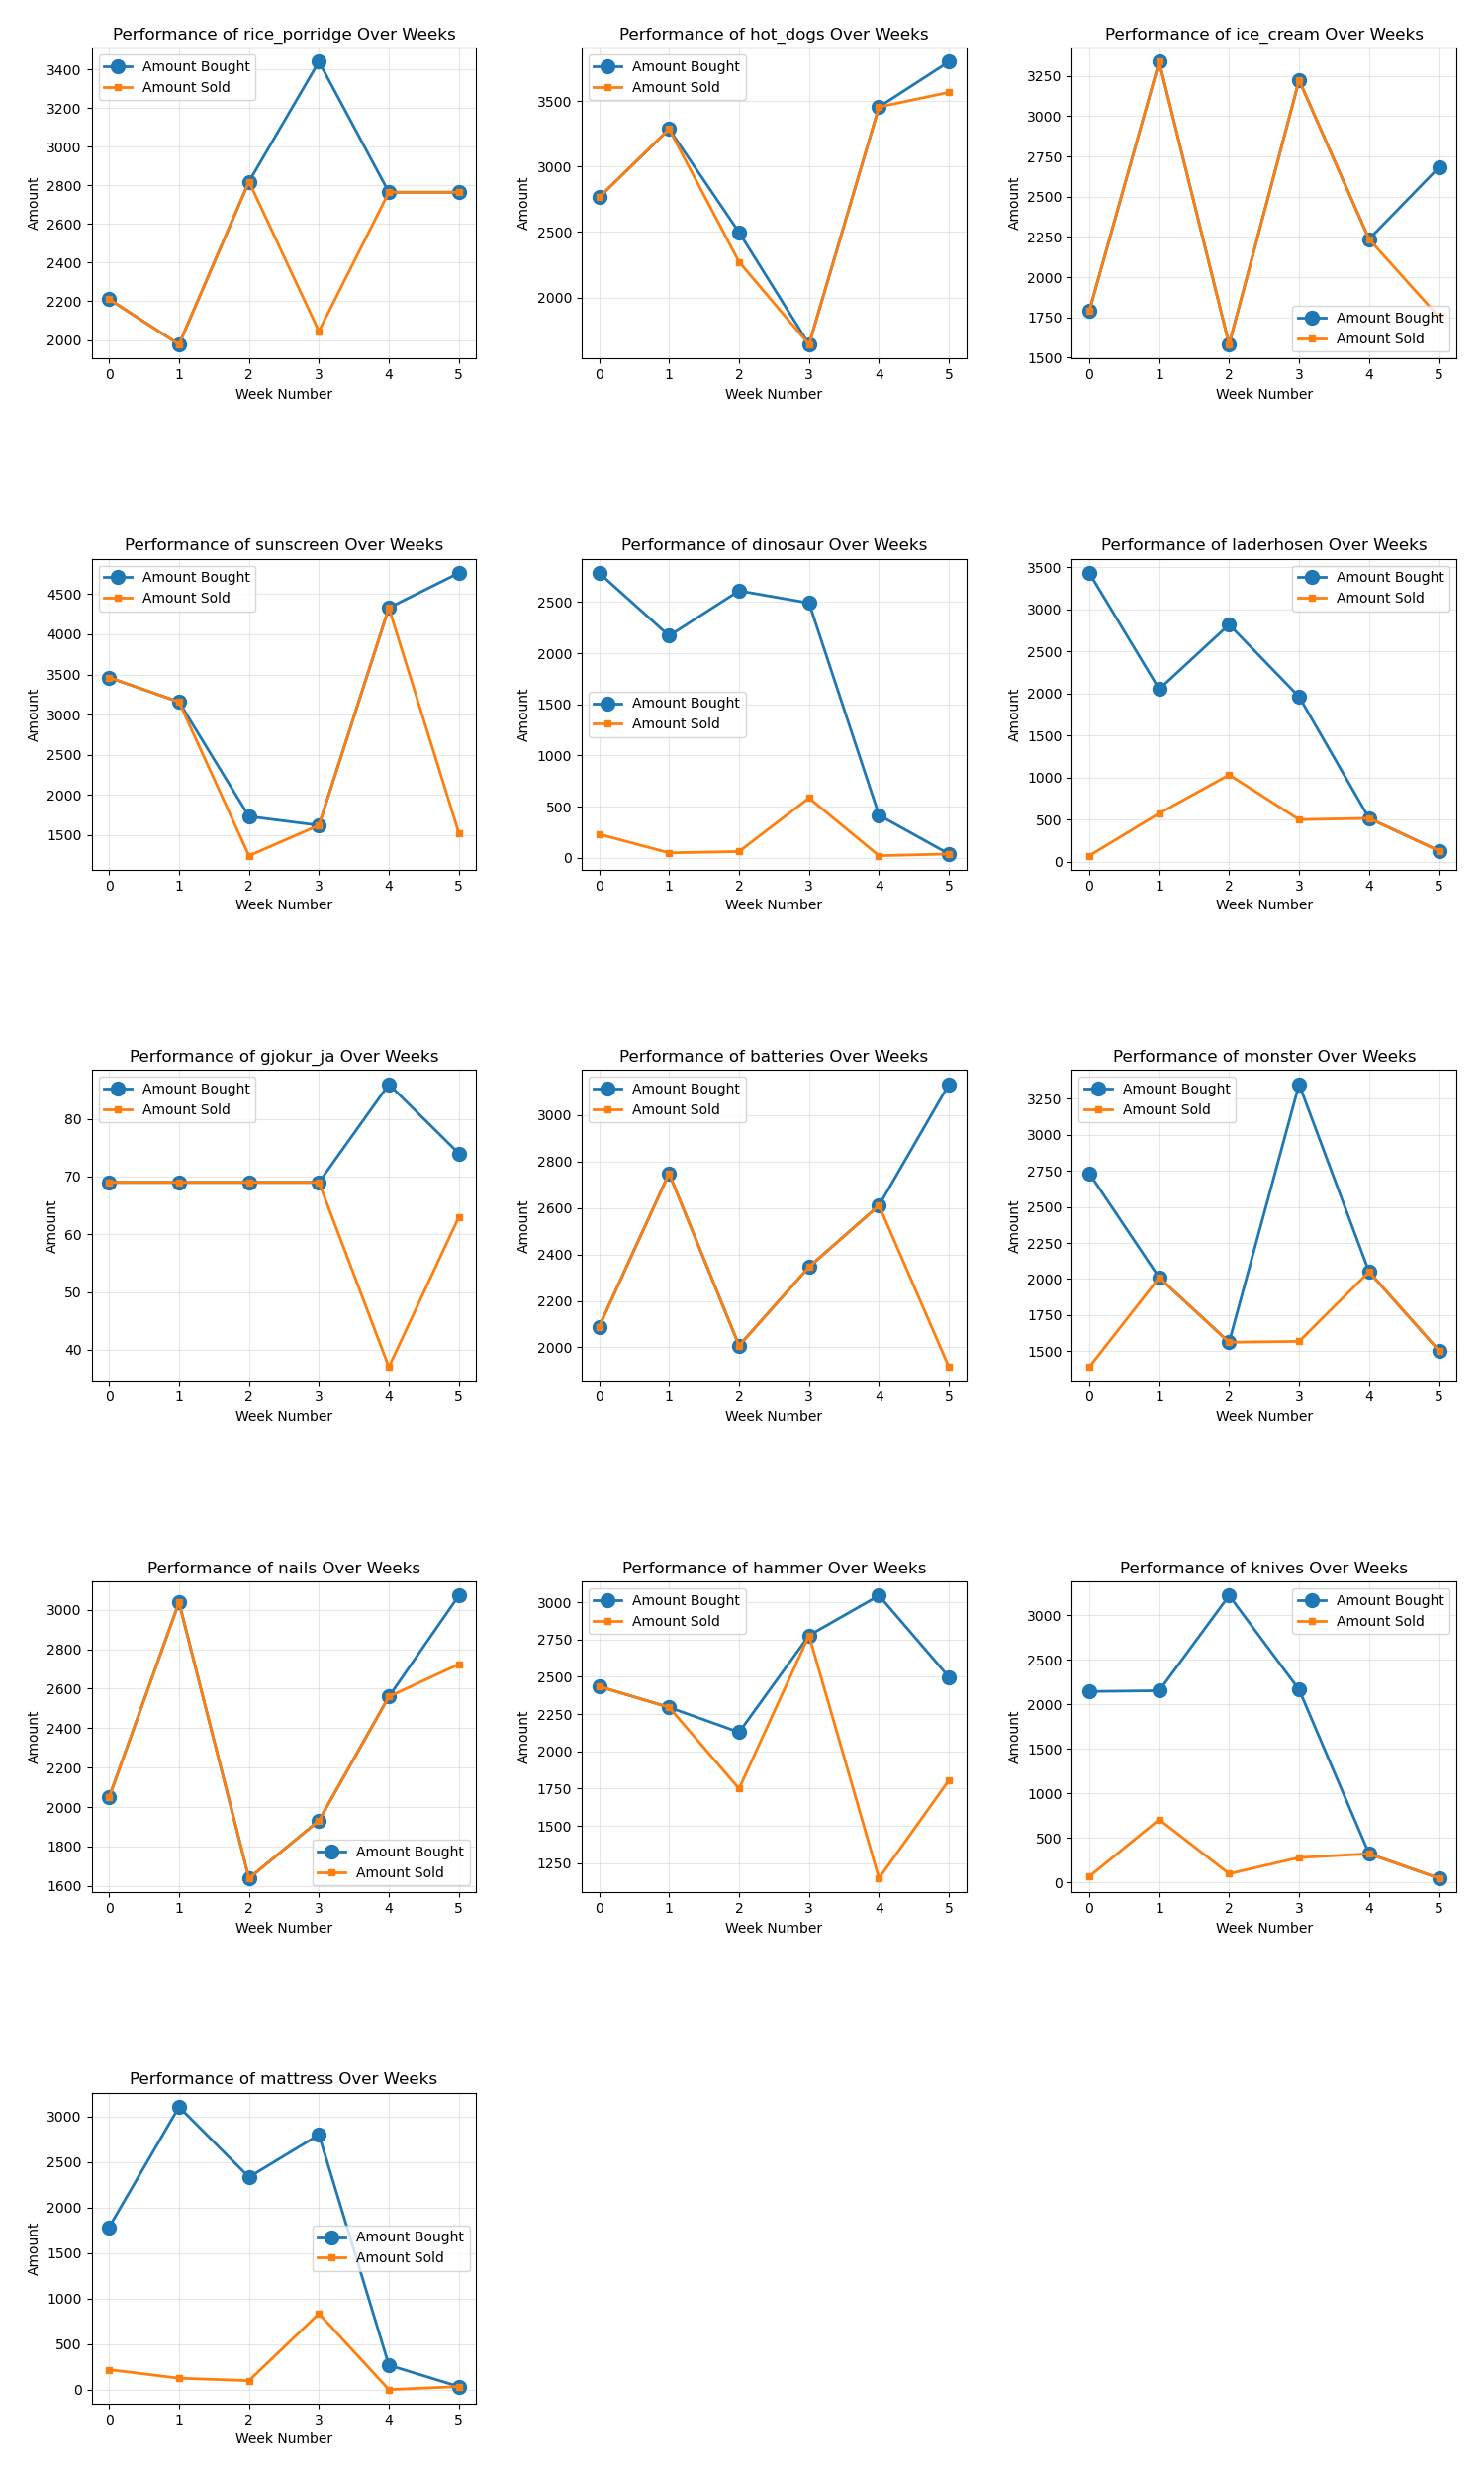 Performance of rice_porridge Over Weeks
Amount Bought
Amount Sold
3400
3200
3000
2800
2600
2400
2200
2000
Amount
0 1 2 3 4 5
Week Number
Performance of hot_dogs Over Weeks
Amount Bought
Amount Sold
3500
3000
2500
2000
Amount
0 1 2 3 4 5
Week Number
Performance of ice_cream Over Weeks
3250
3000
2750
2500
2250
2000
1750
1500
Amount
Amount Bought
Amount Sold
0 1 2 3 4 5
Week Number
Performance of sunscreen Over Weeks
Amount Bought
Amount Sold
4500
4000
3500
3000
2500
2000
1500
Amount
0 1 2 3 4 5
Week Number
Performance of dinosaur Over Weeks
2500
2000
1500
1000
500
0
Amount
Amount Bought
Amount Sold
0 1 2 3 4 5
Week Number
Performance of laderhosen Over Weeks
Amount Bought
Amount Sold
3500
3000
2500
2000
1500
1000
500
0
Amount
0 1 2 3 4 5
Week Number
Performance of gjokur_ja Over Weeks
Amount Bought
Amount Sold
80
70
60
50
40
Amount
0 1 2 3 4 5
Week Number
Performance of batteries Over Weeks
Amount Bought
Amount Sold
3000
2800
2600
2400
2200
2000
Amount
0 1 2 3 4 5
Week Number
Performance of monster Over Weeks
Amount Bought
Amount Sold
3250
3000
2750
2500
2250
2000
1750
1500
Amount
0 1 2 3 4 5
Week Number
Performance of nails Over Weeks
3000
2800
2600
2400
2200
2000
1800
1600
Amount
Amount Bought
Amount Sold
0 1 2 3 4 5
Week Number
Performance of hammer Over Weeks
Amount Bought
Amount Sold
3000
2750
2500
2250
2000
1750
1500
1250
Amount
0 1 2 3 4 5
Week Number
Performance of knives Over Weeks
Amount Bought
Amount Sold
3000
2500
2000
1500
1000
500
0
Amount
0 1 2 3 4 5
Week Number
Performance of mattress Over Weeks
3000
2500
2000
1500
1000
500
0
Amount
Amount Bought
Amount Sold
0 1 2 3 4 5
Week Number